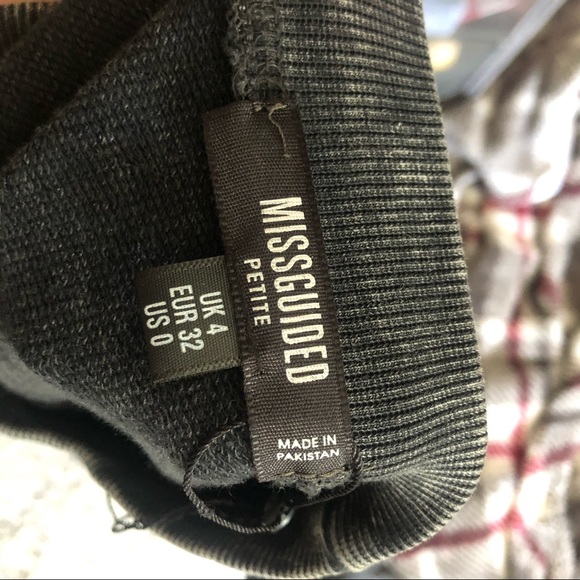 MISSGUIDED
PETITE
MADE IN
PAKISTAN
UK 4
EUR 32
US 0